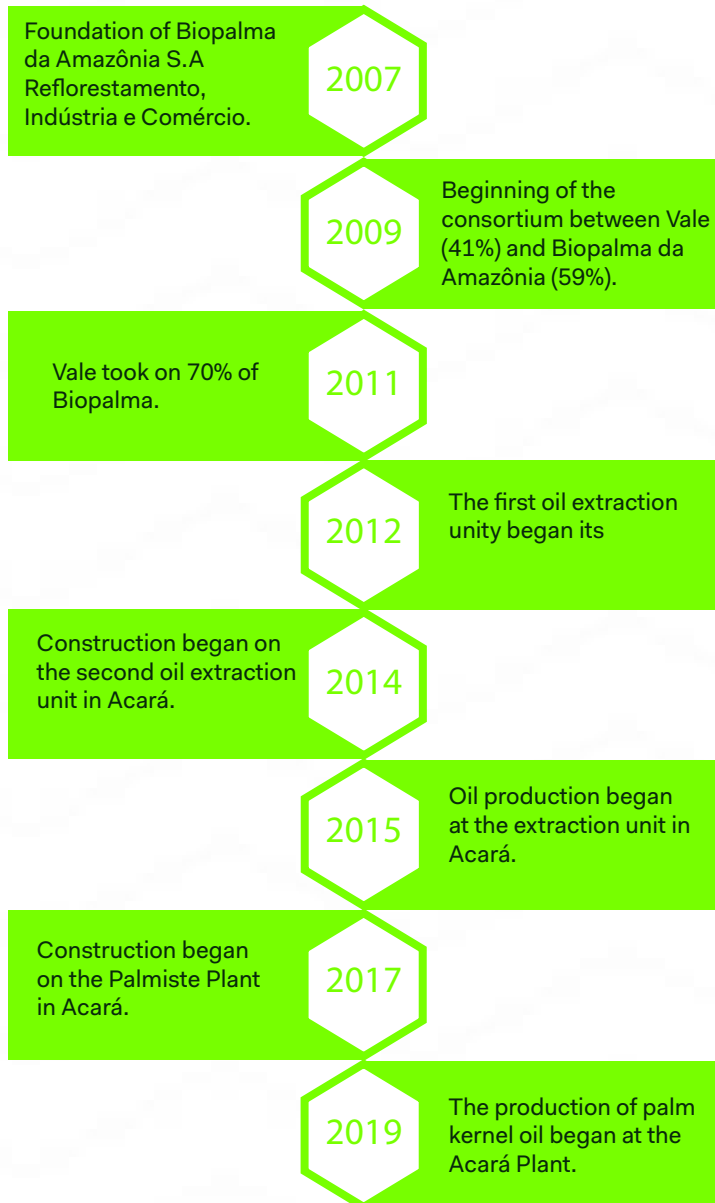 Foundation of Biopalma
da Amazônia S.A
Reflorestamento,
Indústria e Comércio.
2007
2009
Beginning of the
consortium between Vale
(41%) and Biopalma da
Amazônia (59%).
Vale took on 70% of
Biopalma.
2011
2012
The first oil extraction
unity began its
Construction began on
the second oil extraction
unit in Acará.
2014
2015
Oil production began
at the extraction unit in
Acará.
Construction began
on the Palmiste Plant
in Acará.
2017
2019
The production of palm
kernel oil began at the
Acará Plant.